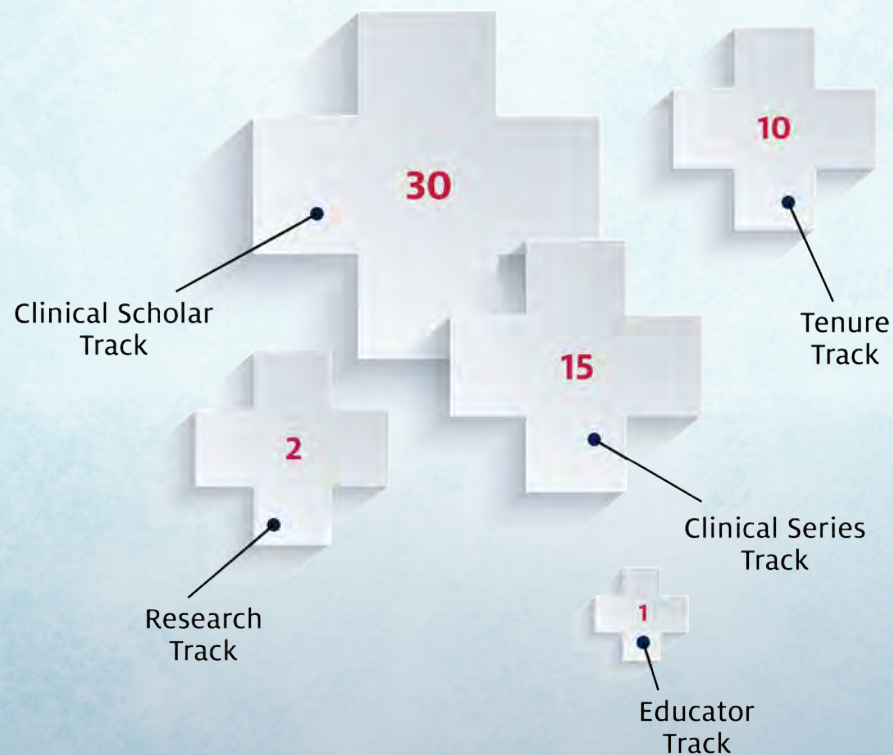 30
10
Clinical Scholar
Track
Tenure
Track
15
2
Clinical Series
Track
Research
Track
1
Educator
Track